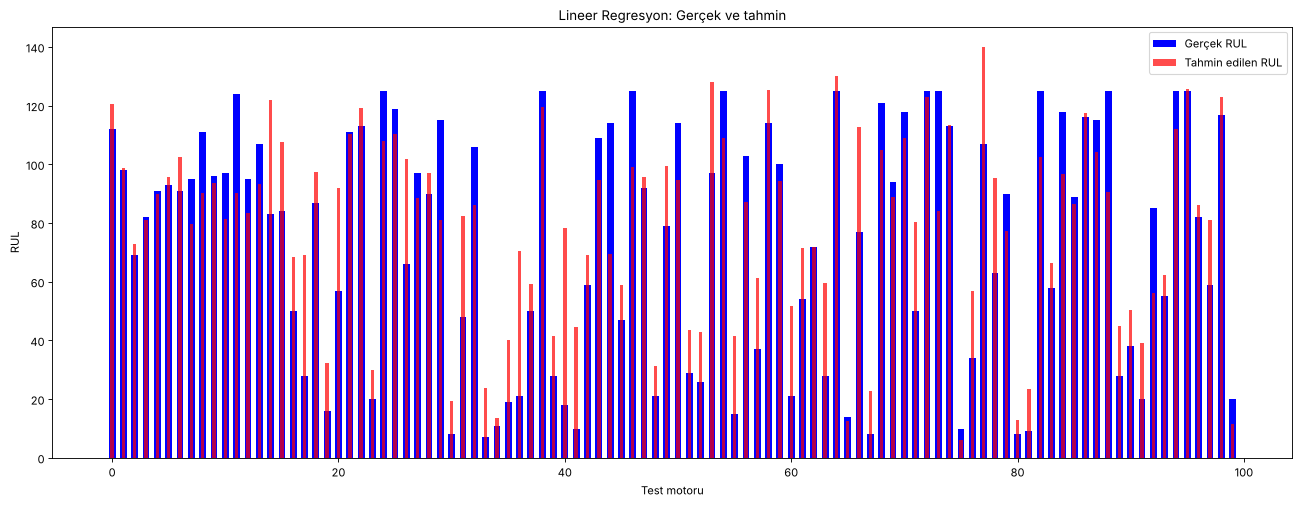 Lineer Regresyon: Gerçek ve tahmin
Gerçek RUL
Tahmin edilen RUL
RUL
140
120
100
80
60
40
20
0
0 20 40 60 80 100
Test motoru